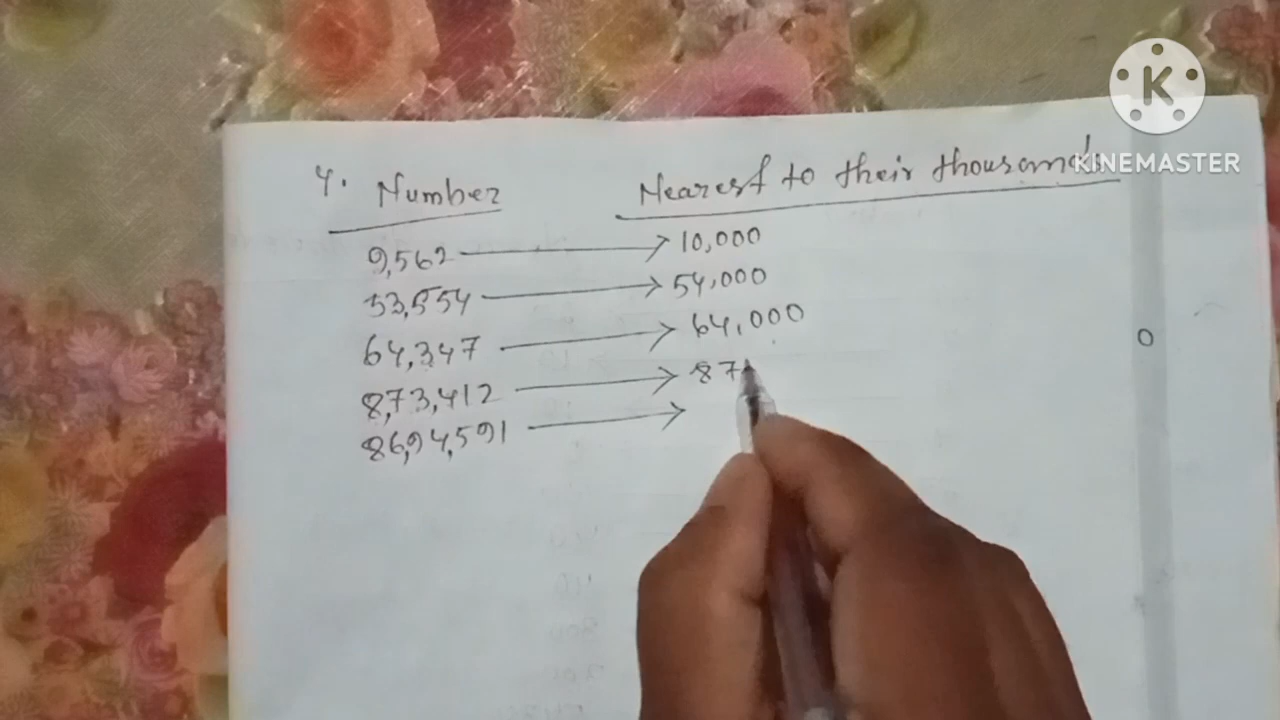 K
KINEMASTER
4. Number Nearest to their thousands
9,562 → 10,000
53,554 → 54,000
64,347 → 64,000
8,73,412 → 87
86,94,591 →